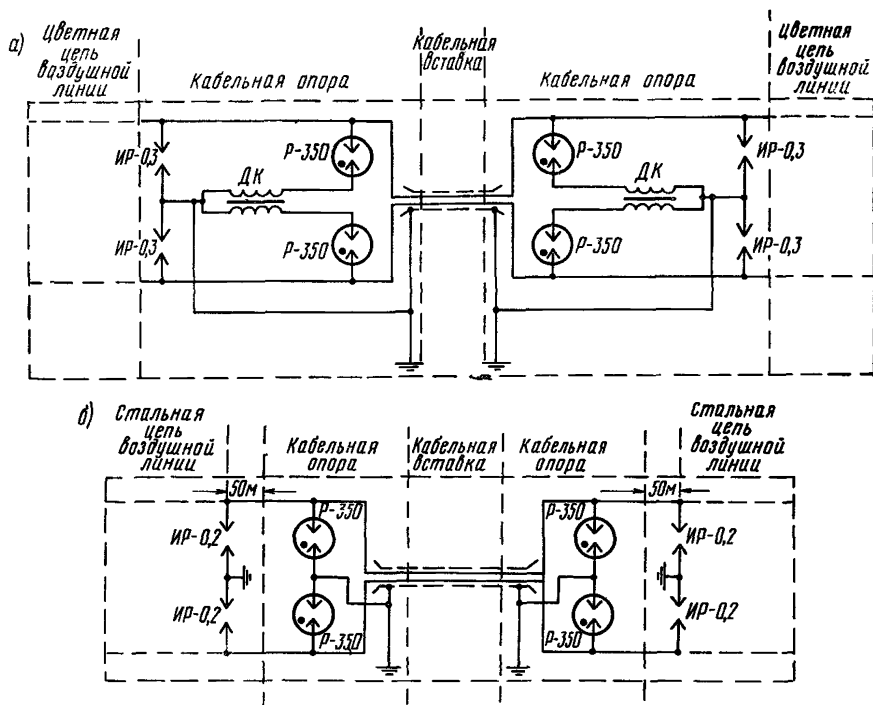 а)
Цветная
цепь
воздушной
линии
Кабельная опора
Кабельная
вставка
Кабельная опора
Цветная
цепь
воздушной
линии
ИР-0,3
Р-350
Р-350
ИР-0,3
ДК
ДК
ИР-0,3
Р-350
Р-350
ИР-0,3
б)
Стальная
цепь
воздушной
линии
Кабельная
опора
Кабельная
вставка
Кабельная
опора
Стальная
цепь
воздушной
линии
50м
50м
ИР-0,2
Р-350
Р-350
ИР-0,2
ИР-0,2
Р-350
Р-350
ИР-0,2